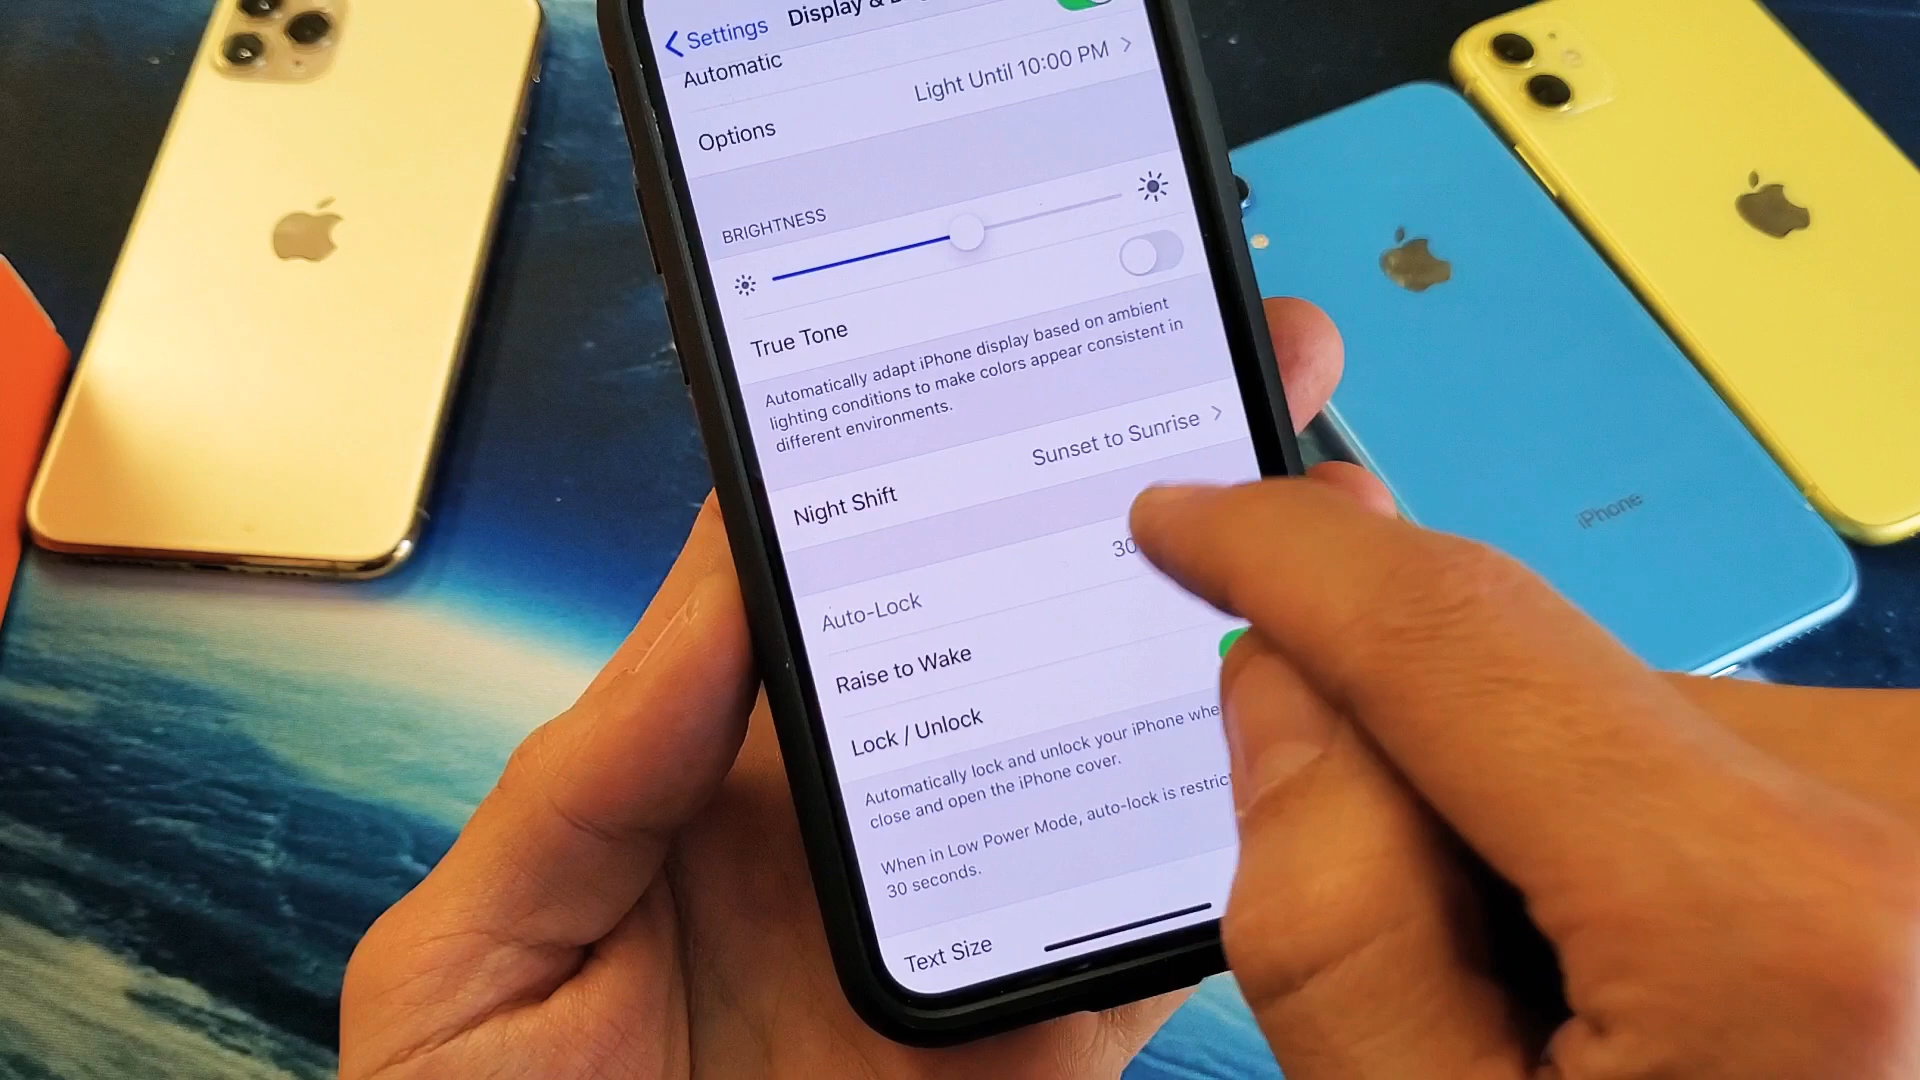 Settings
Display &
Automatic
Light Until 10:00 PM
Options
BRIGHTNESS
True Tone
Automatically adapt iPhone display based on ambient
lighting conditions to make colors appear consistent in
different environments.
Night Shift
Sunset to Sunrise
Auto-Lock
30
Raise to Wake
Lock / Unlock
Automatically lock and unlock your iPhone
close and open the iPhone cover.
When in Low Power Mode, auto-lock is
30 seconds.
Text Size
iPhone